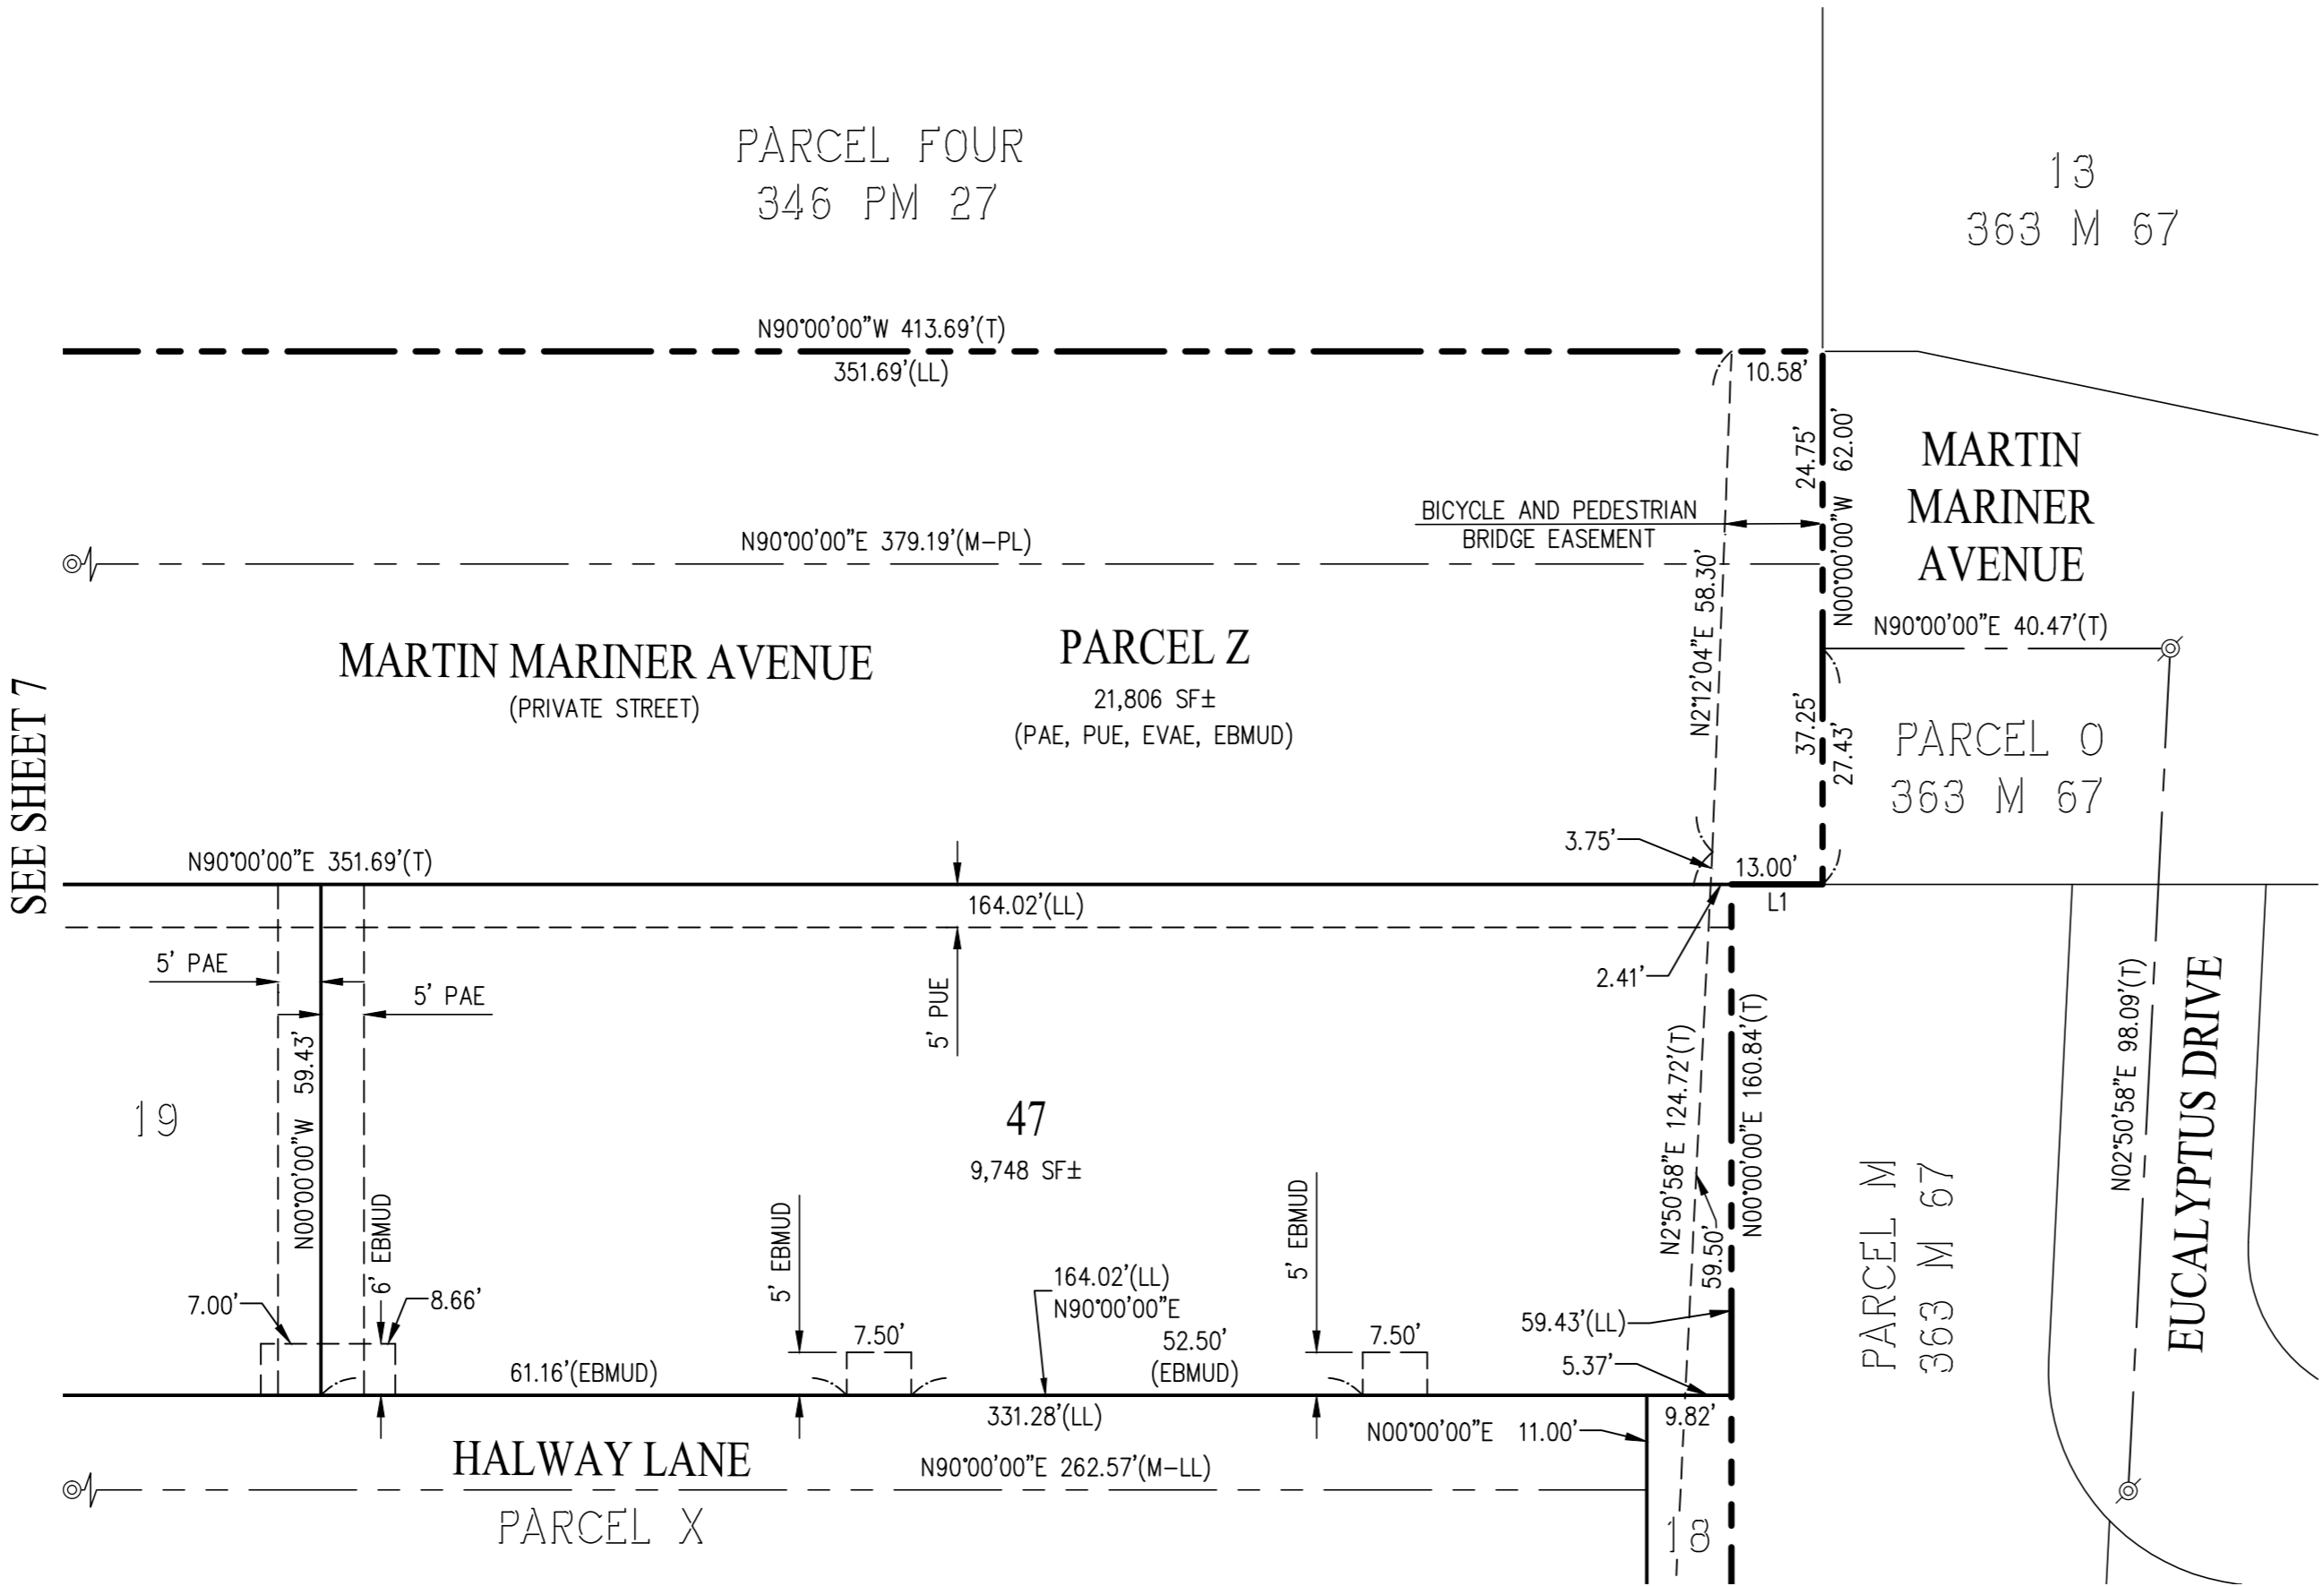 PARCEL FOUR
346 PM 27
13
363 M 67
N90°00'00"W 413.69'(T)
351.69'(LL)
10.58'
24.75'
N00°00'00"W 62.00'
MARTIN
MARINER
AVENUE
BICYCLE AND PEDESTRIAN
BRIDGE EASEMENT
N90°00'00"E 379.19'(M-PL)
N2°12'04"E 58.30'
N90°00'00"E 40.47'(T)
MARTIN MARINER AVENUE
(PRIVATE STREET)
PARCEL Z
21,806 SF±
(PAE, PUE, EVAE, EBMUD)
SEE SHEET 7
37.25'
27.43'
PARCEL O
363 M 67
3.75'
13.00'
L1
N90°00'00"E 351.69'(T)
164.02'(LL)
2.41'
5' PAE
5' PAE
5' PUE
N00°00'00"W 59.43'
19
47
9,748 SF±
N2°50'58"E 124.72'(T)
59.50'
N00°00'00"E 160.84'(T)
N02°50'58"E 98.09'(T)
EUCALYPTUS DRIVE
PARCEL M
363 M 67
6' EBMUD
5' EBMUD
5' EBMUD
7.00'
8.66'
164.02'(LL)
N90°00'00"E
59.43'(LL)
7.50'
52.50'
(EBMUD)
7.50'
5.37'
61.16'(EBMUD)
331.28'(LL)
9.82'
N00°00'00"E 11.00'
HALWAY LANE
N90°00'00"E 262.57'(M-LL)
PARCEL X
18